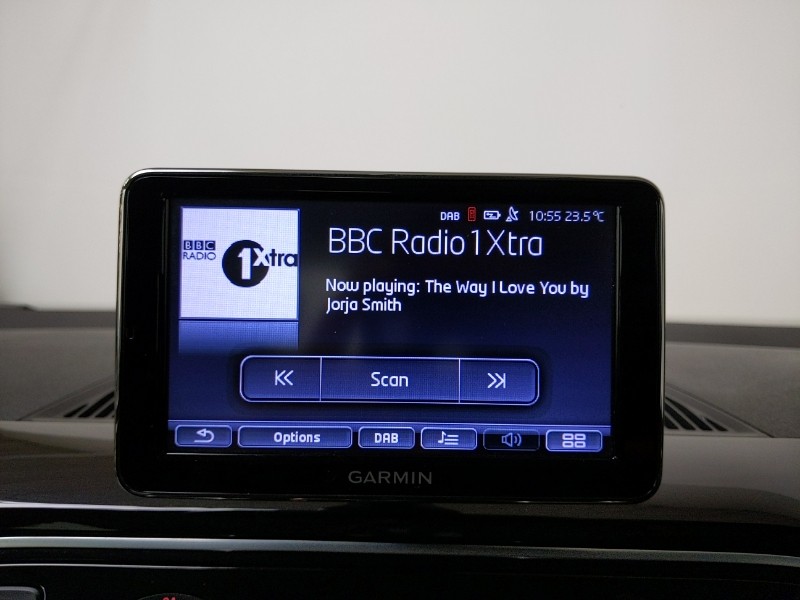 DAB 10:55 23.5°C
BBC RADIO 1Xtra
BBC Radio 1Xtra
Now playing: The Way I Love You by
Jorja Smith
Scan
Options DAB
GARMIN